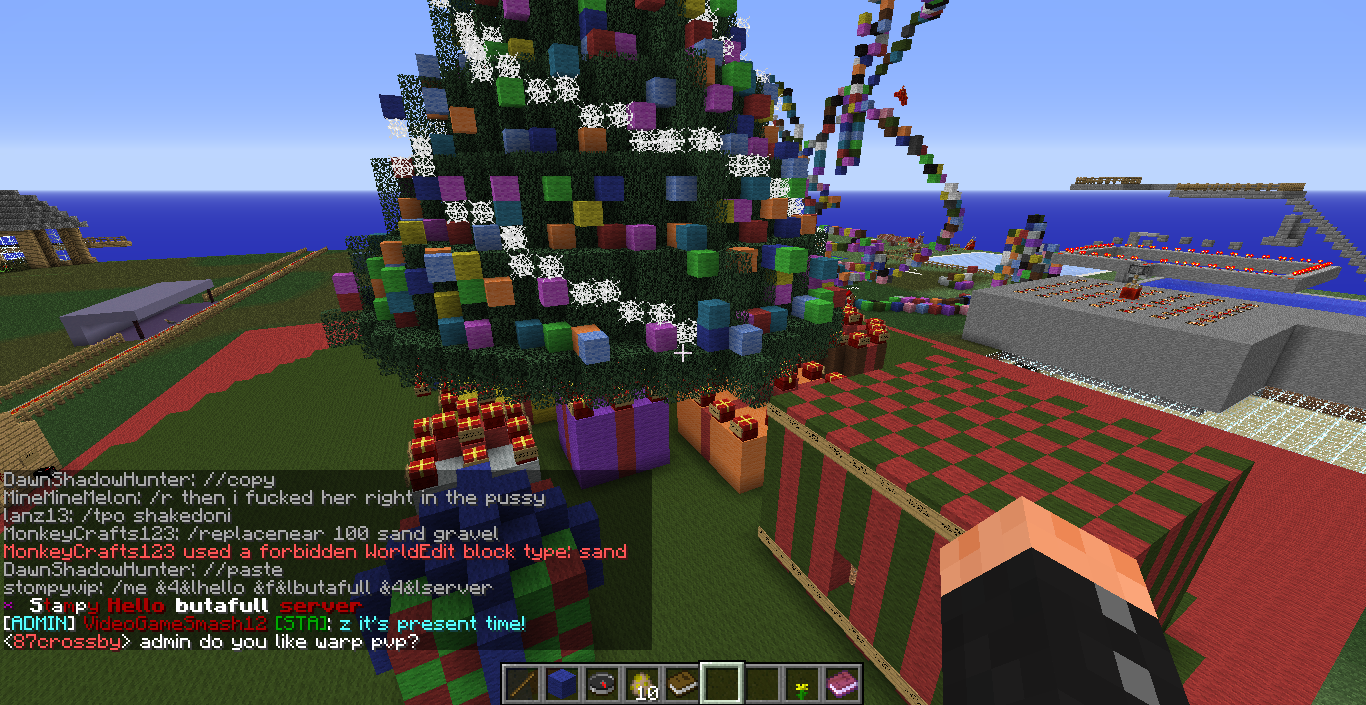 DawnShadowHunter: //copy
MineMineMelon: /r then i fucked her right in the pussy
lanz13: /tpo shakedoni
MonkeyCrafts123: /replacenear 100 sand gravel
MonkeyCrafts123 used a forbidden WorldEdit block type: sand
DawnShadowHunter: //paste
stompyvip: /me &4&lhello &f&lbutafull &4&lserver
* Stampy Hello butafull server
[ADMIN] VideoGameSmash12 [STA]: z it's present time!
<87crossby> admin do you like warp pvp?
10